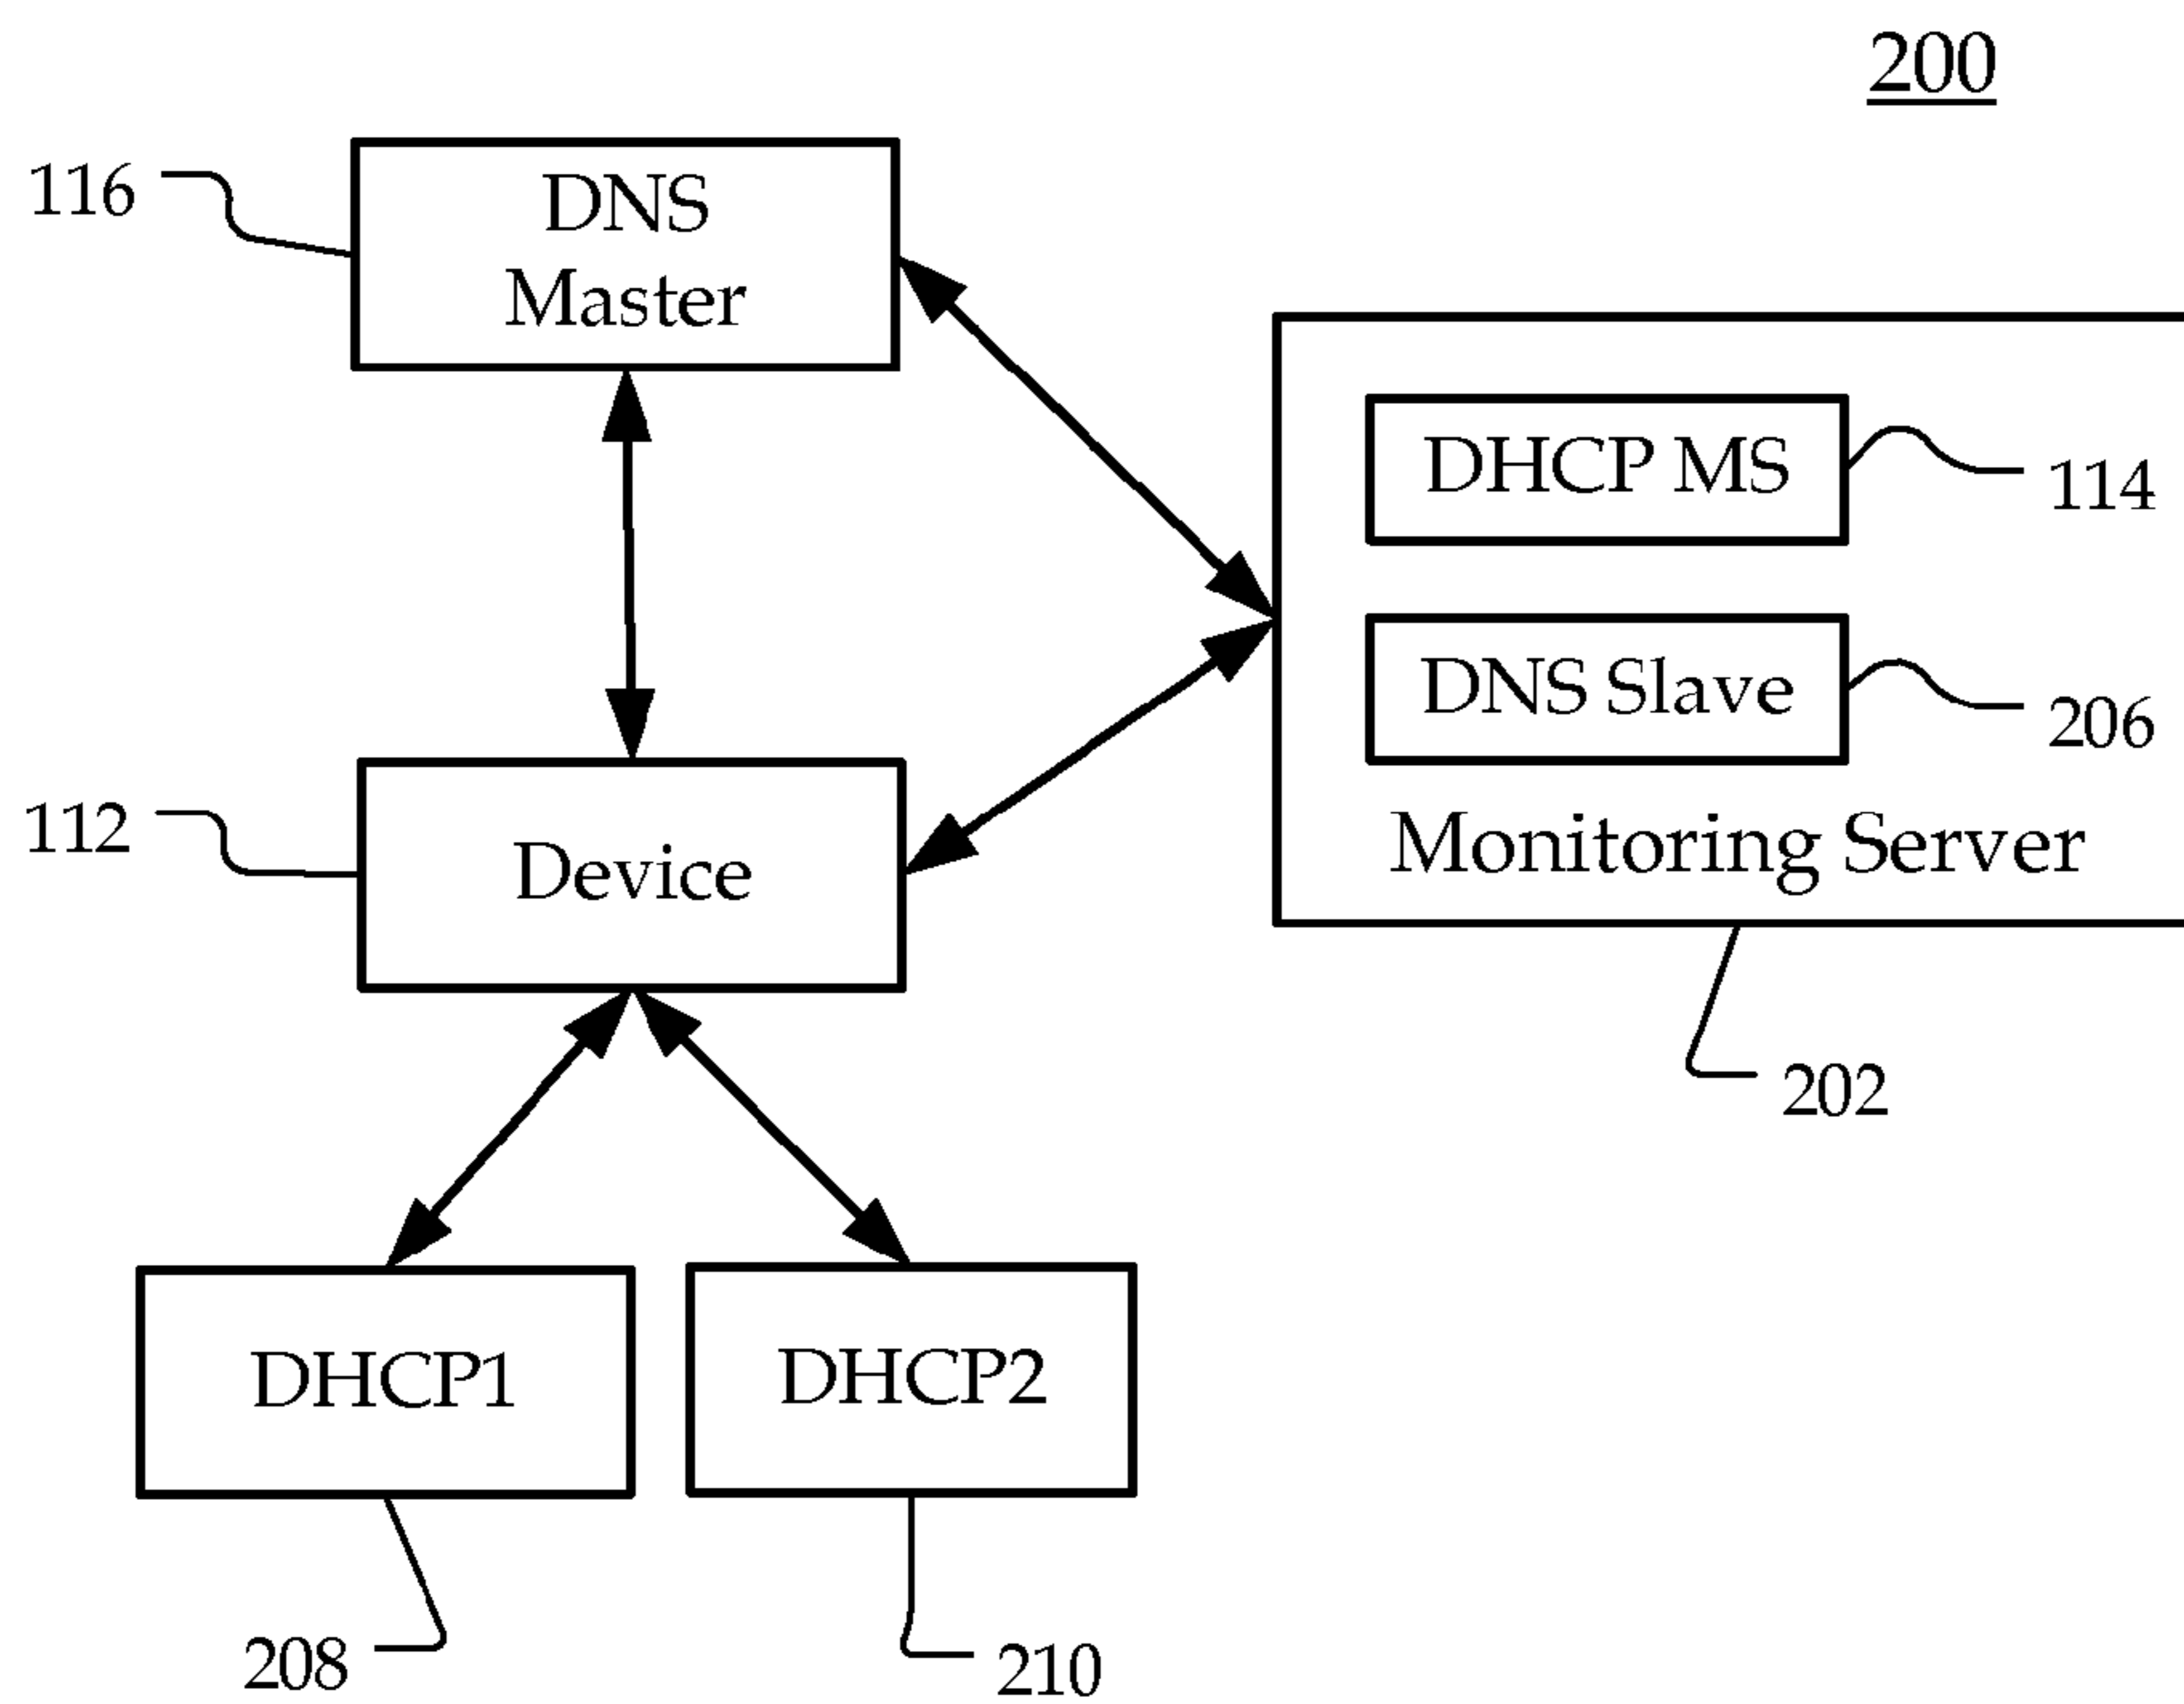 200
116
DNS
Master
DHCP MS
114
DNS Slave
206
Monitoring Server
112
Device
202
DHCP1
DHCP2
208
210